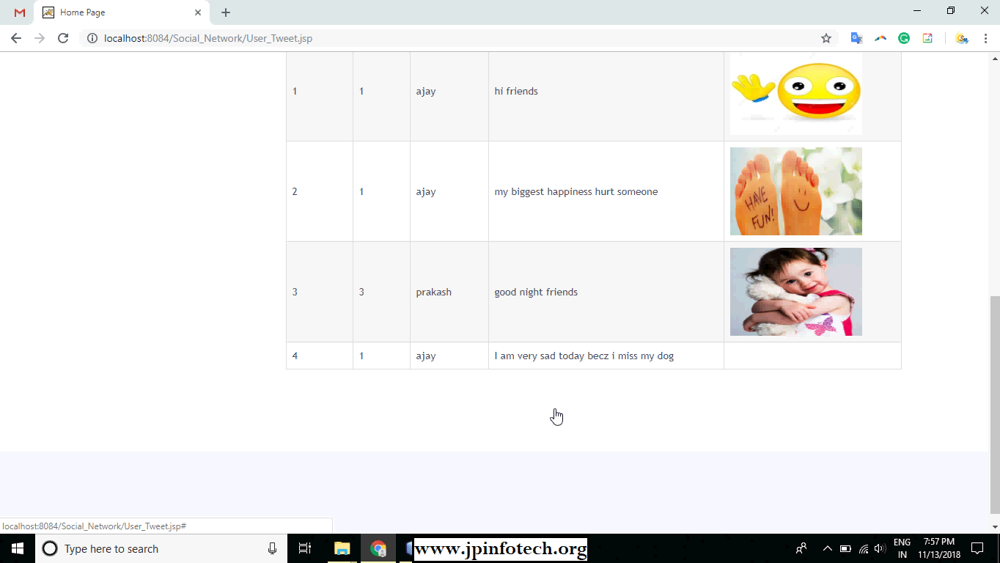 Home Page
localhost:8084/Social_Network/User_Tweet.jsp
1 1 ajay hi friends
2 1 ajay my biggest happiness hurt someone
HAVE
FUN!
3 3 prakash good night friends
4 1 ajay I am very sad today becz i miss my dog
localhost:8084/Social_Network/User_Tweet.jsp#
Type here to search
www.jpinfotech.org
ENG
IN
7:57 PM
11/13/2018